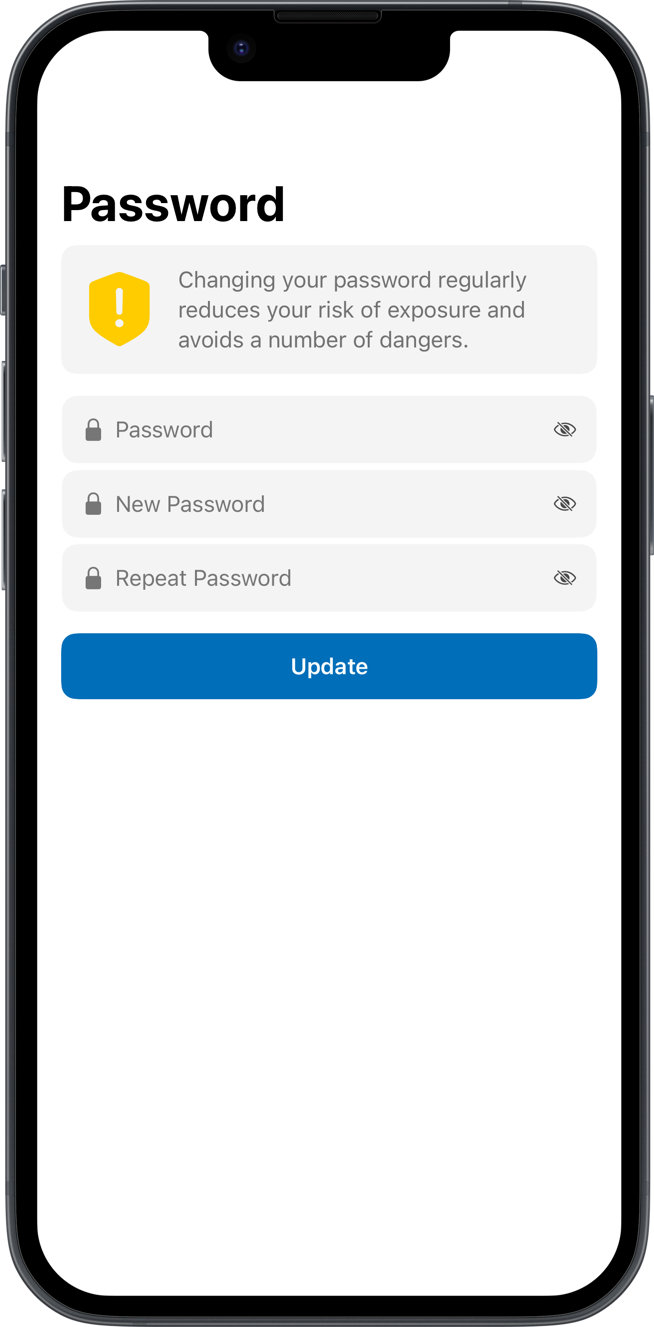 Password
Changing your password regularly
reduces your risk of exposure and
avoids a number of dangers.
Password
New Password
Repeat Password
Update